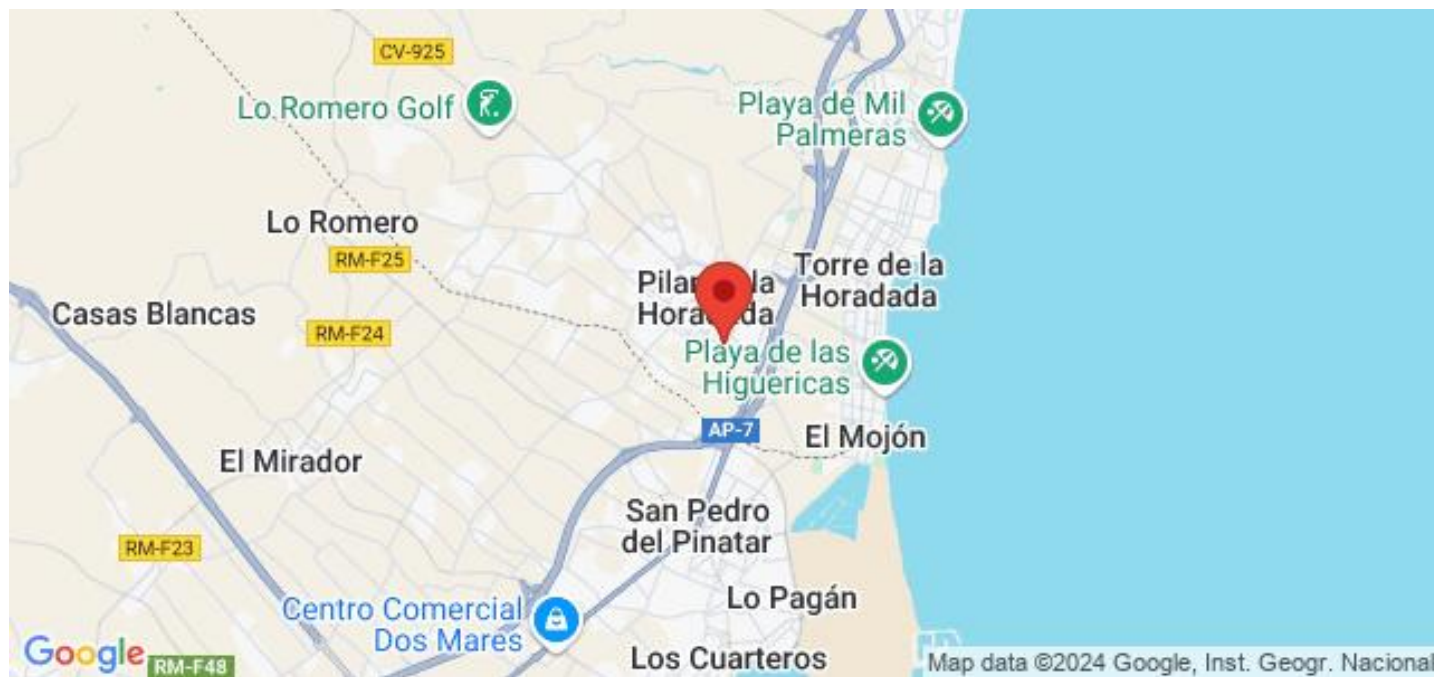 CV-925
Lo Romero Golf
Playa de Mil
Palmeras
Lo Romero
RM-F25
Torre de la
Horadada
Casas Blancas
RM-F24
Playa de las
Higuericas
AP-7
El Mojón
El Mirador
San Pedro
del Pinatar
RM-F23
Centro Comercial
Dos Mares
Lo Pagán
Google
RM-F48
Los Cuarteros
Map data ©2024 Google, Inst. Geogr. Nacional